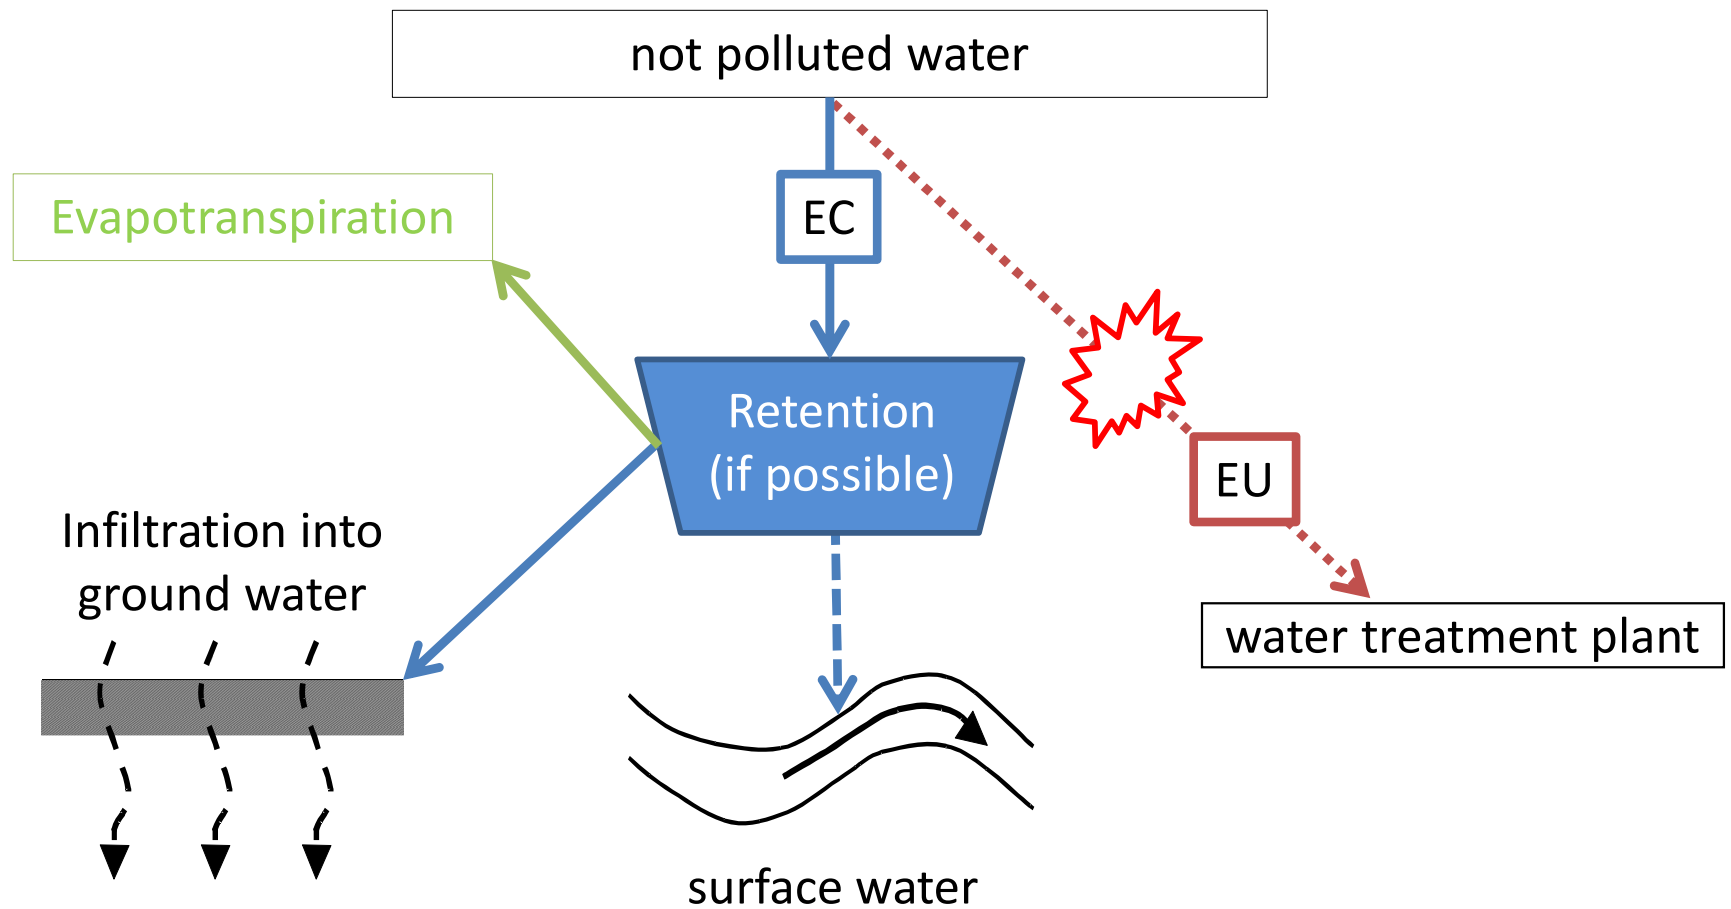 not polluted water
Evapotranspiration
EC
Retention
(if possible)
EU
Infiltration into
ground water
water treatment plant
surface water